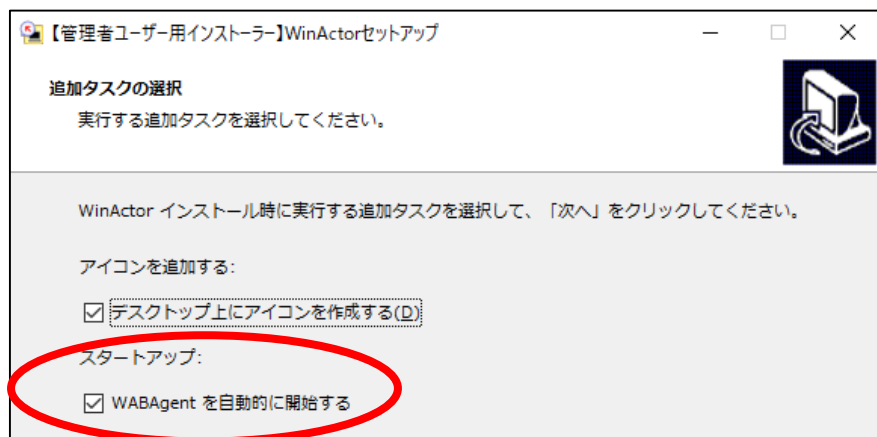 【管理者ユーザー用インストーラー】WinActorセットアップ
追加タスクの選択
実行する追加タスクを選択してください。
WinActor インストール時に実行する追加タスクを選択して、「次へ」をクリックしてください。
アイコンを追加する:
デスクトップ上にアイコンを作成する(D)
スタートアップ:
WABAgent を自動的に開始する